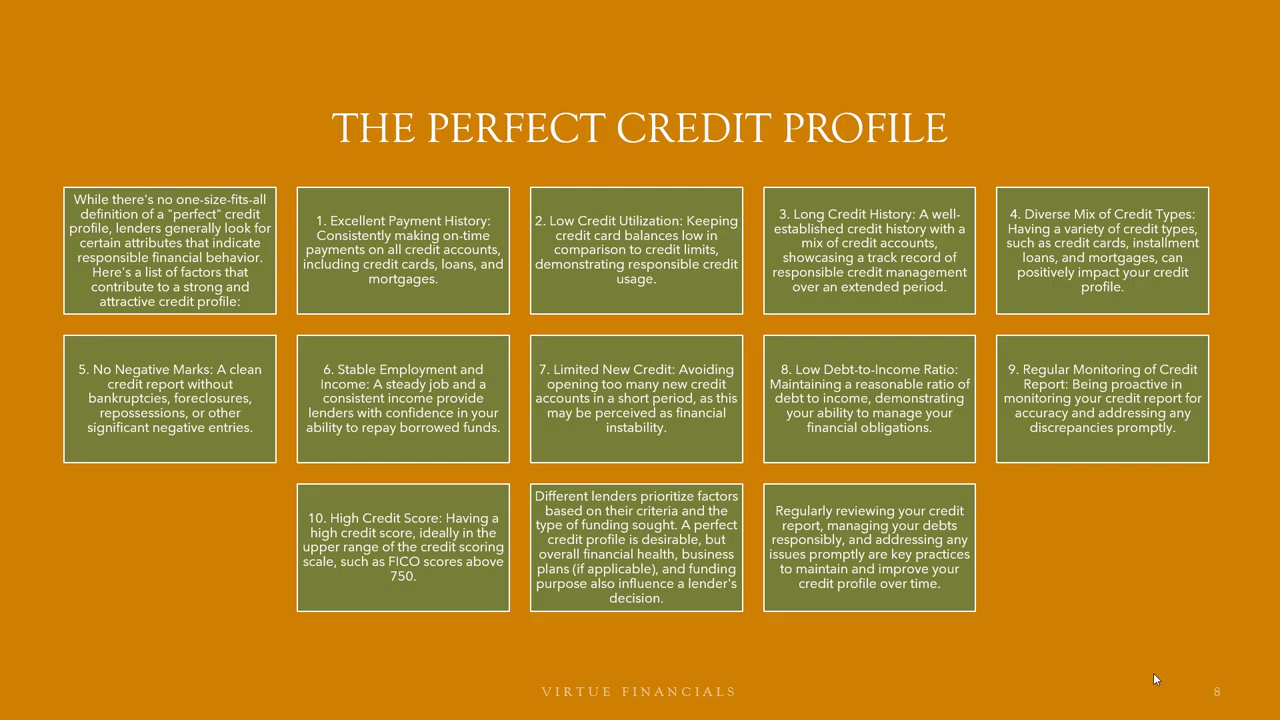 THE PERFECT CREDIT PROFILE
While there's no one-size-fits-all
definition of a "perfect" credit
profile, lenders generally look for
certain attributes that indicate
responsible financial behavior.
Here's a list of factors that
contribute to a strong and
attractive credit profile:
1. Excellent Payment History:
Consistently making on-time
payments on all credit accounts,
including credit cards, loans, and
mortgages.
2. Low Credit Utilization: Keeping
credit card balances low in
comparison to credit limits,
demonstrating responsible credit
usage.
3. Long Credit History: A well-
established credit history with a
mix of credit accounts,
showcasing a track record of
responsible credit management
over an extended period.
4. Diverse Mix of Credit Types:
Having a variety of credit types,
such as credit cards, installment
loans, and mortgages, can
positively impact your credit
profile.
5. No Negative Marks: A clean
credit report without
bankruptcies, foreclosures,
repossessions, or other
significant negative entries.
6. Stable Employment and
Income: A steady job and a
consistent income provide
lenders with confidence in your
ability to repay borrowed funds.
7. Limited New Credit: Avoiding
opening too many new credit
accounts in a short period, as this
may be perceived as financial
instability.
8. Low Debt-to-Income Ratio:
Maintaining a reasonable ratio of
debt to income, demonstrating
your ability to manage your
financial obligations.
9. Regular Monitoring of Credit
Report: Being proactive in
monitoring your credit report for
accuracy and addressing any
discrepancies promptly.
10. High Credit Score: Having a
high credit score, ideally in the
upper range of the credit scoring
scale, such as FICO scores above
750.
Different lenders prioritize factors
based on their criteria and the
type of funding sought. A perfect
credit profile is desirable, but
overall financial health, business
plans (if applicable), and funding
purpose also influence a lender's
decision.
Regularly reviewing your credit
report, managing your debts
responsibly, and addressing any
issues promptly are key practices
to maintain and improve your
credit profile over time.
VIRTUE FINANCIALS
8